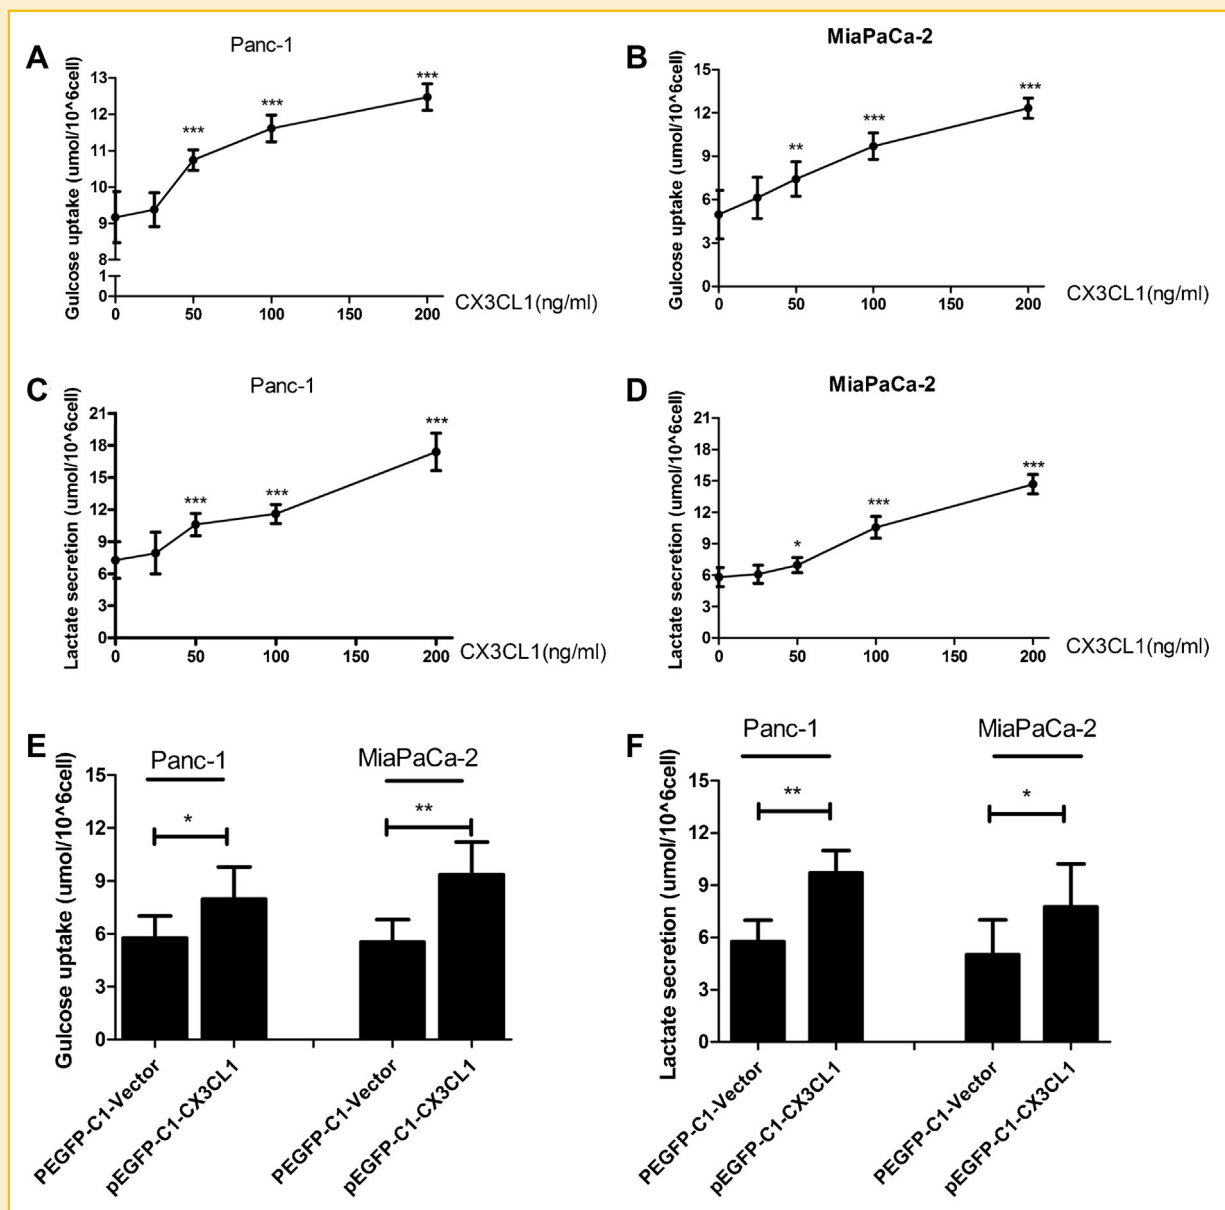 A
Panc-1
Gulcose uptake (umol/10^6cell)
13
12
11
10
9
8
1
0
***
***
***
0
50
100
150
200
CX3CL1(ng/ml)
B
MiaPaCa-2
Gulcose uptake (umol/10^6cell)
15
12
9
6
3
0
**
***
***
0
50
100
150
200
CX3CL1(ng/ml)
C
Panc-1
Lactate secretion (umol/10^6cell)
21
18
15
12
9
6
3
0
***
***
***
0
50
100
150
200
CX3CL1(ng/ml)
D
MiaPaCa-2
Lactate secretion (umol/10^6cell)
21
18
15
12
9
6
3
0
*
***
***
0
50
100
150
200
CX3CL1(ng/ml)
E
Panc-1
MiaPaCa-2
Gulcose uptake (umol/10^6cell)
15
12
9
6
3
0
*
**
PEGFP-C1-Vector
pEGFP-C1-CX3CL1
PEGFP-C1-Vector
pEGFP-C1-CX3CL1
F
Panc-1
MiaPaCa-2
Lactate secretion (umol/10^6cell)
15
12
9
6
3
0
**
*
PEGFP-C1-Vector
pEGFP-C1-CX3CL1
PEGFP-C1-Vector
pEGFP-C1-CX3CL1